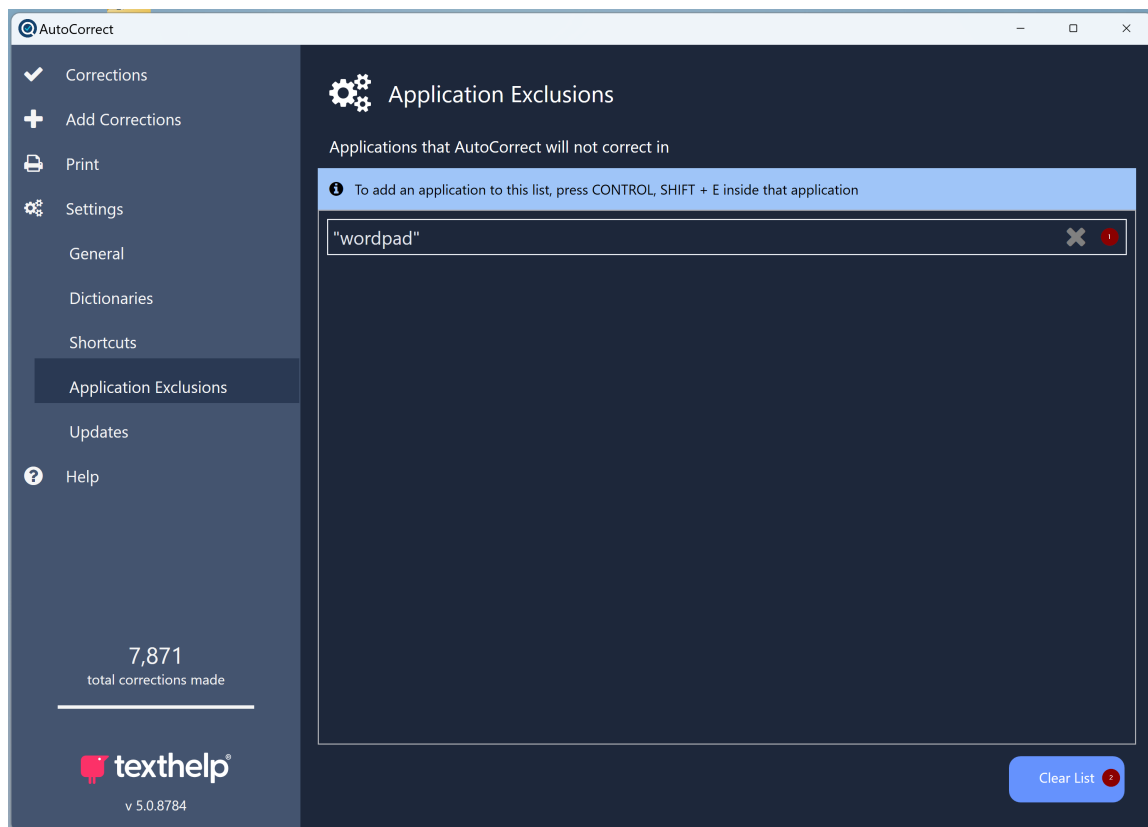 AutoCorrect
Corrections
Add Corrections
Print
Settings
General
Dictionaries
Shortcuts
Application Exclusions
Updates
Help
7,871
total corrections made
texthelp®
v 5.0.8784
Application Exclusions
Applications that AutoCorrect will not correct in
To add an application to this list, press CONTROL, SHIFT + E inside that application
"wordpad" 1
Clear List 2